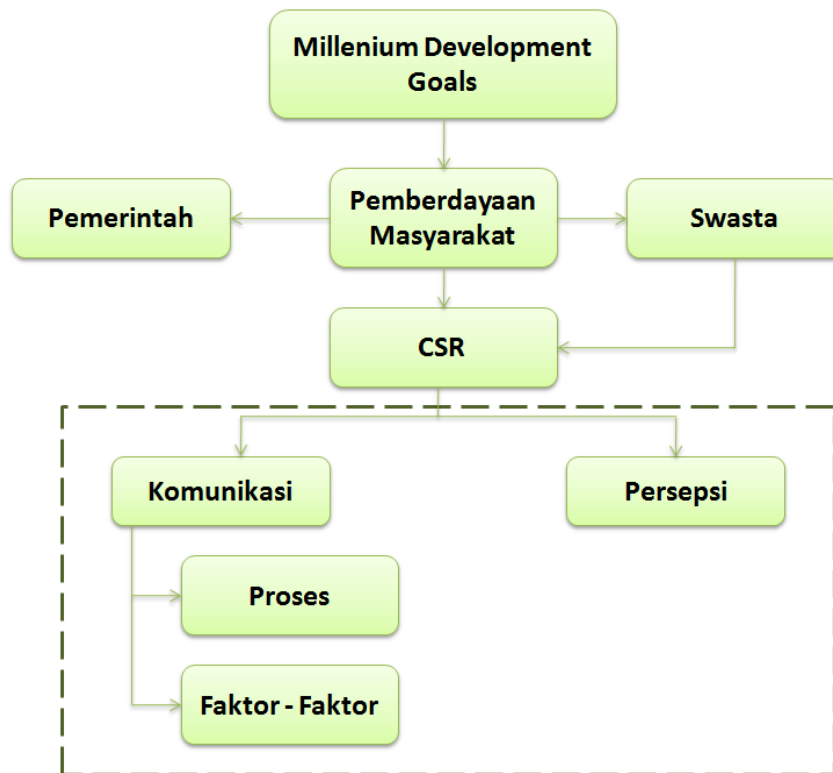 Millenium Development
Goals
Pemerintah
Pemberdayaan
Masyarakat
Swasta
CSR
Komunikasi
Persepsi
Proses
Faktor - Faktor